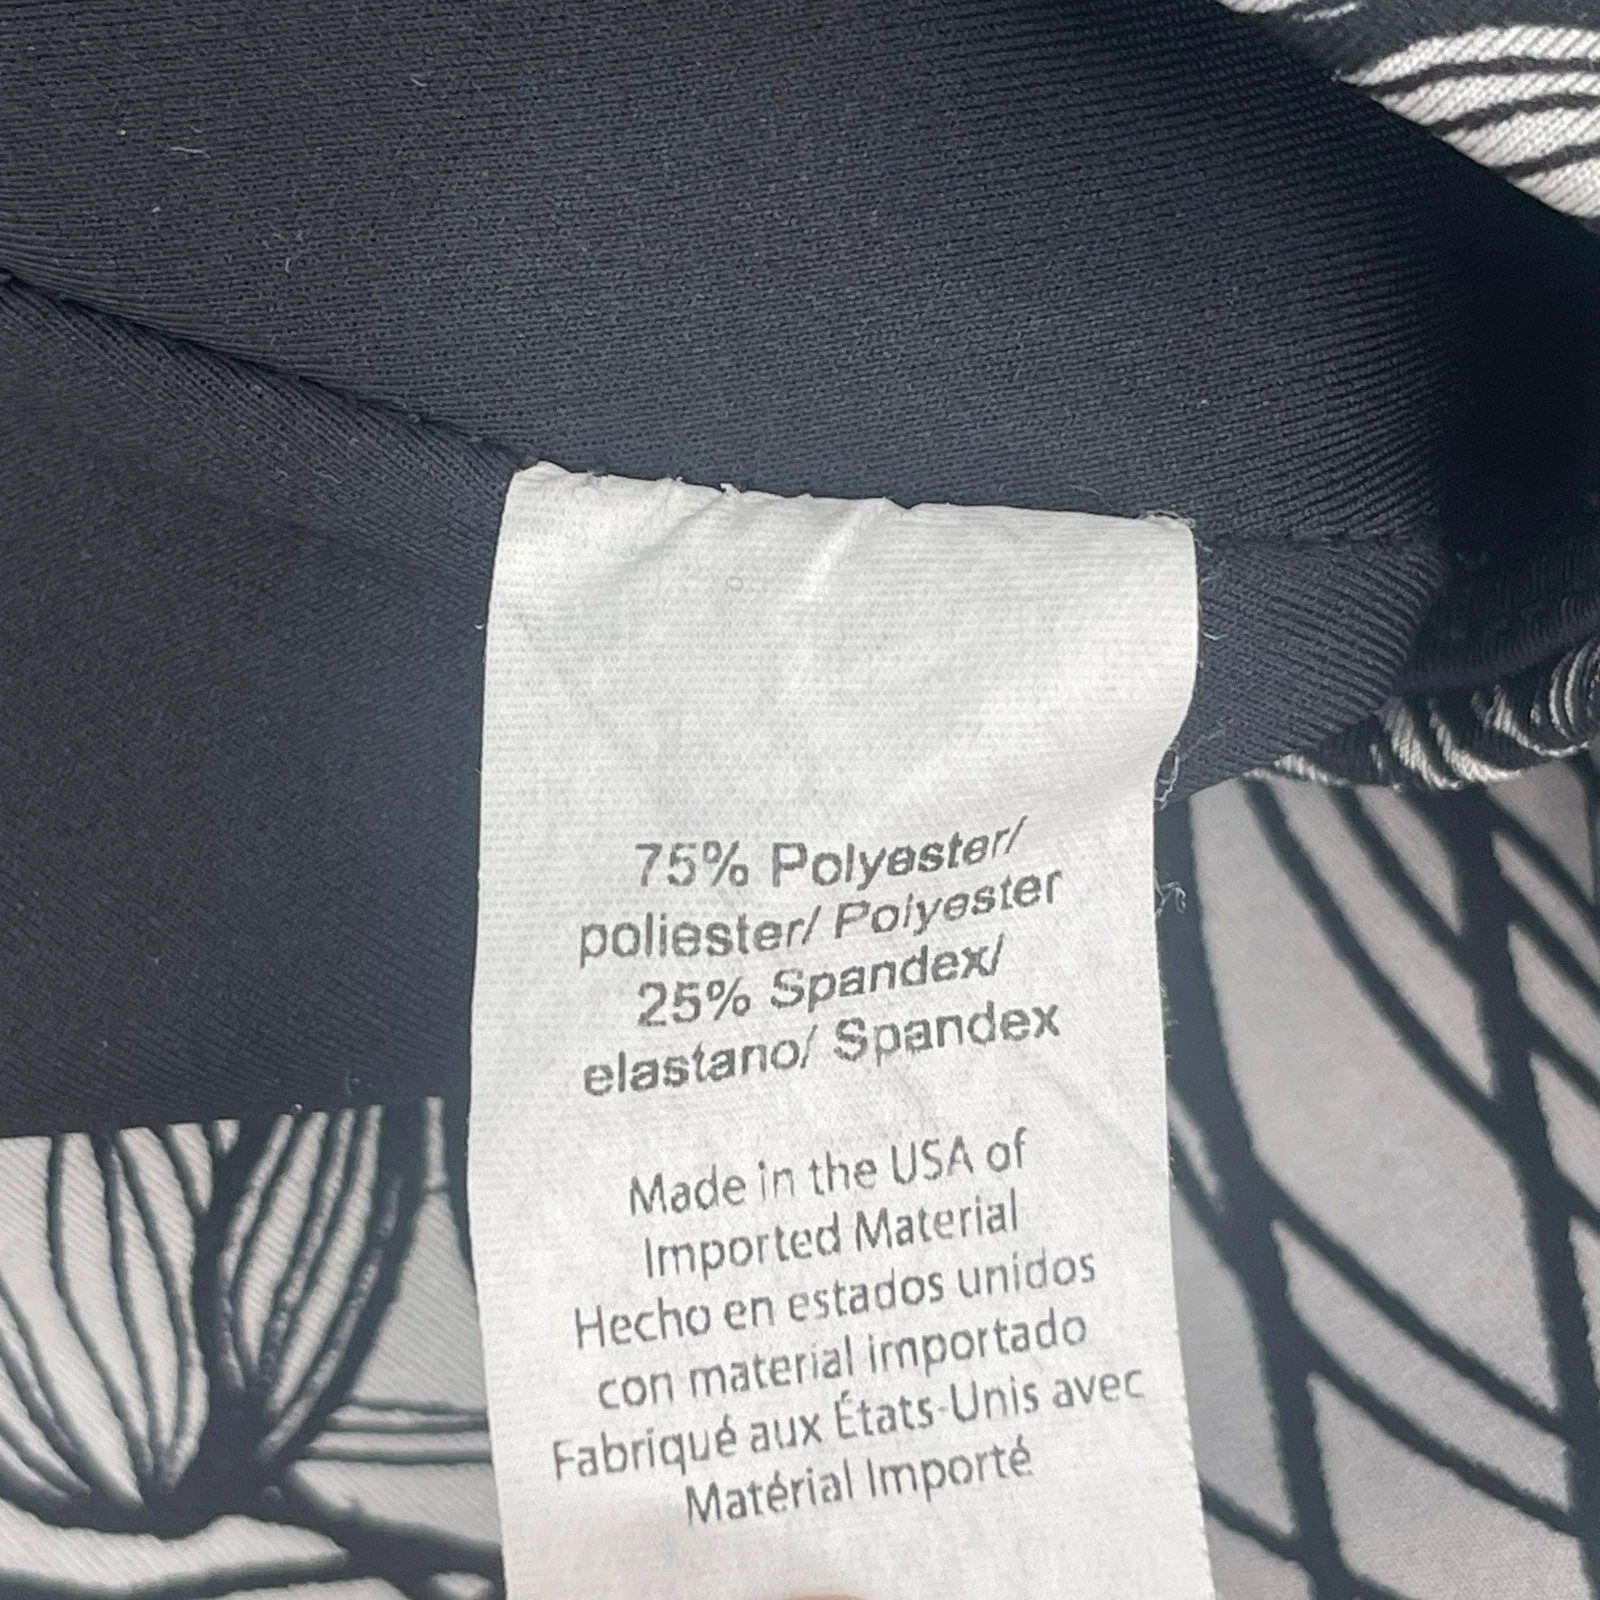 75% Polyester/
poliester/ Polyester
25% Spandex/
elastano/ Spandex
Made in the USA of
Imported Material
Hecho en estados unidos
con material importado
Fabriqué aux États-Unis avec
Matérial Importé